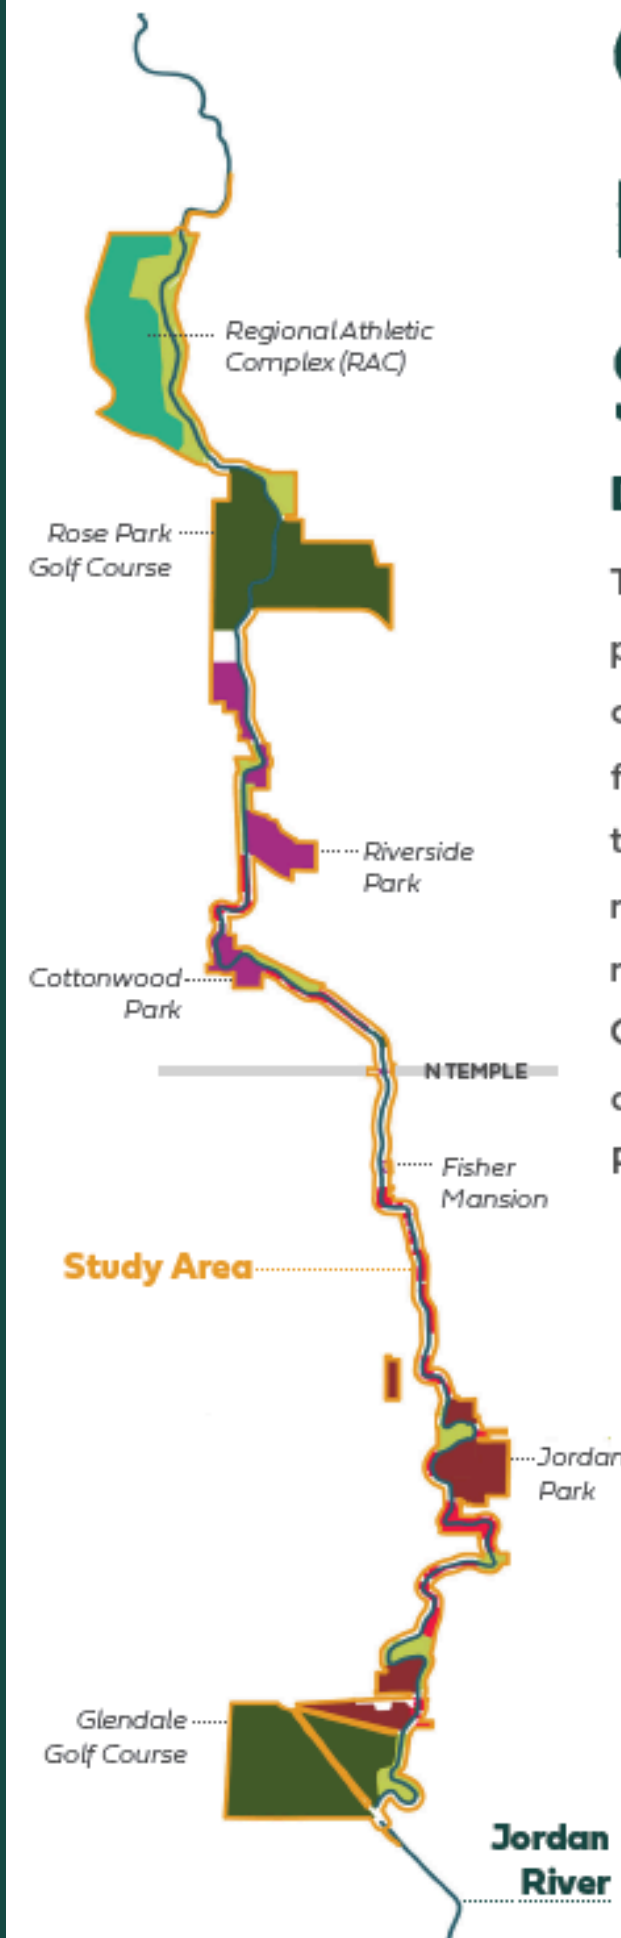 Regional Athletic
Complex (RAC)
Rose Park
Golf Course
Riverside
Park
Cottonwood
Park
N TEMPLE
Fisher
Mansion
Study Area
Jordan
Park
Glendale
Golf Course
Jordan
River